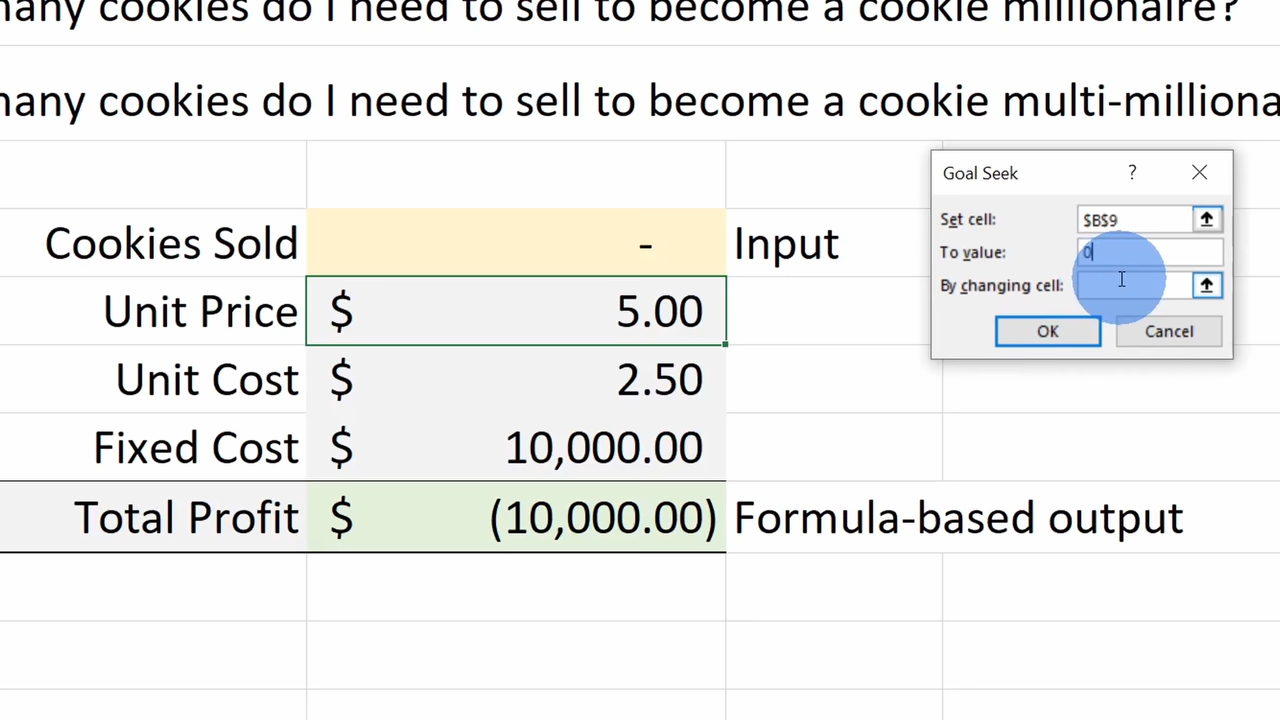 many cookies do I need to sell to become a cookie millionaire?
many cookies do I need to sell to become a cookie
Goal Seek ?
Set cell: $B$9
To value: 0
By changing cell:
OK Cancel
Cookies Sold - Input
Unit Price $ 5.00
Unit Cost $ 2.50
Fixed Cost $ 10,000.00
Total Profit $ (10,000.00) Formula-based output